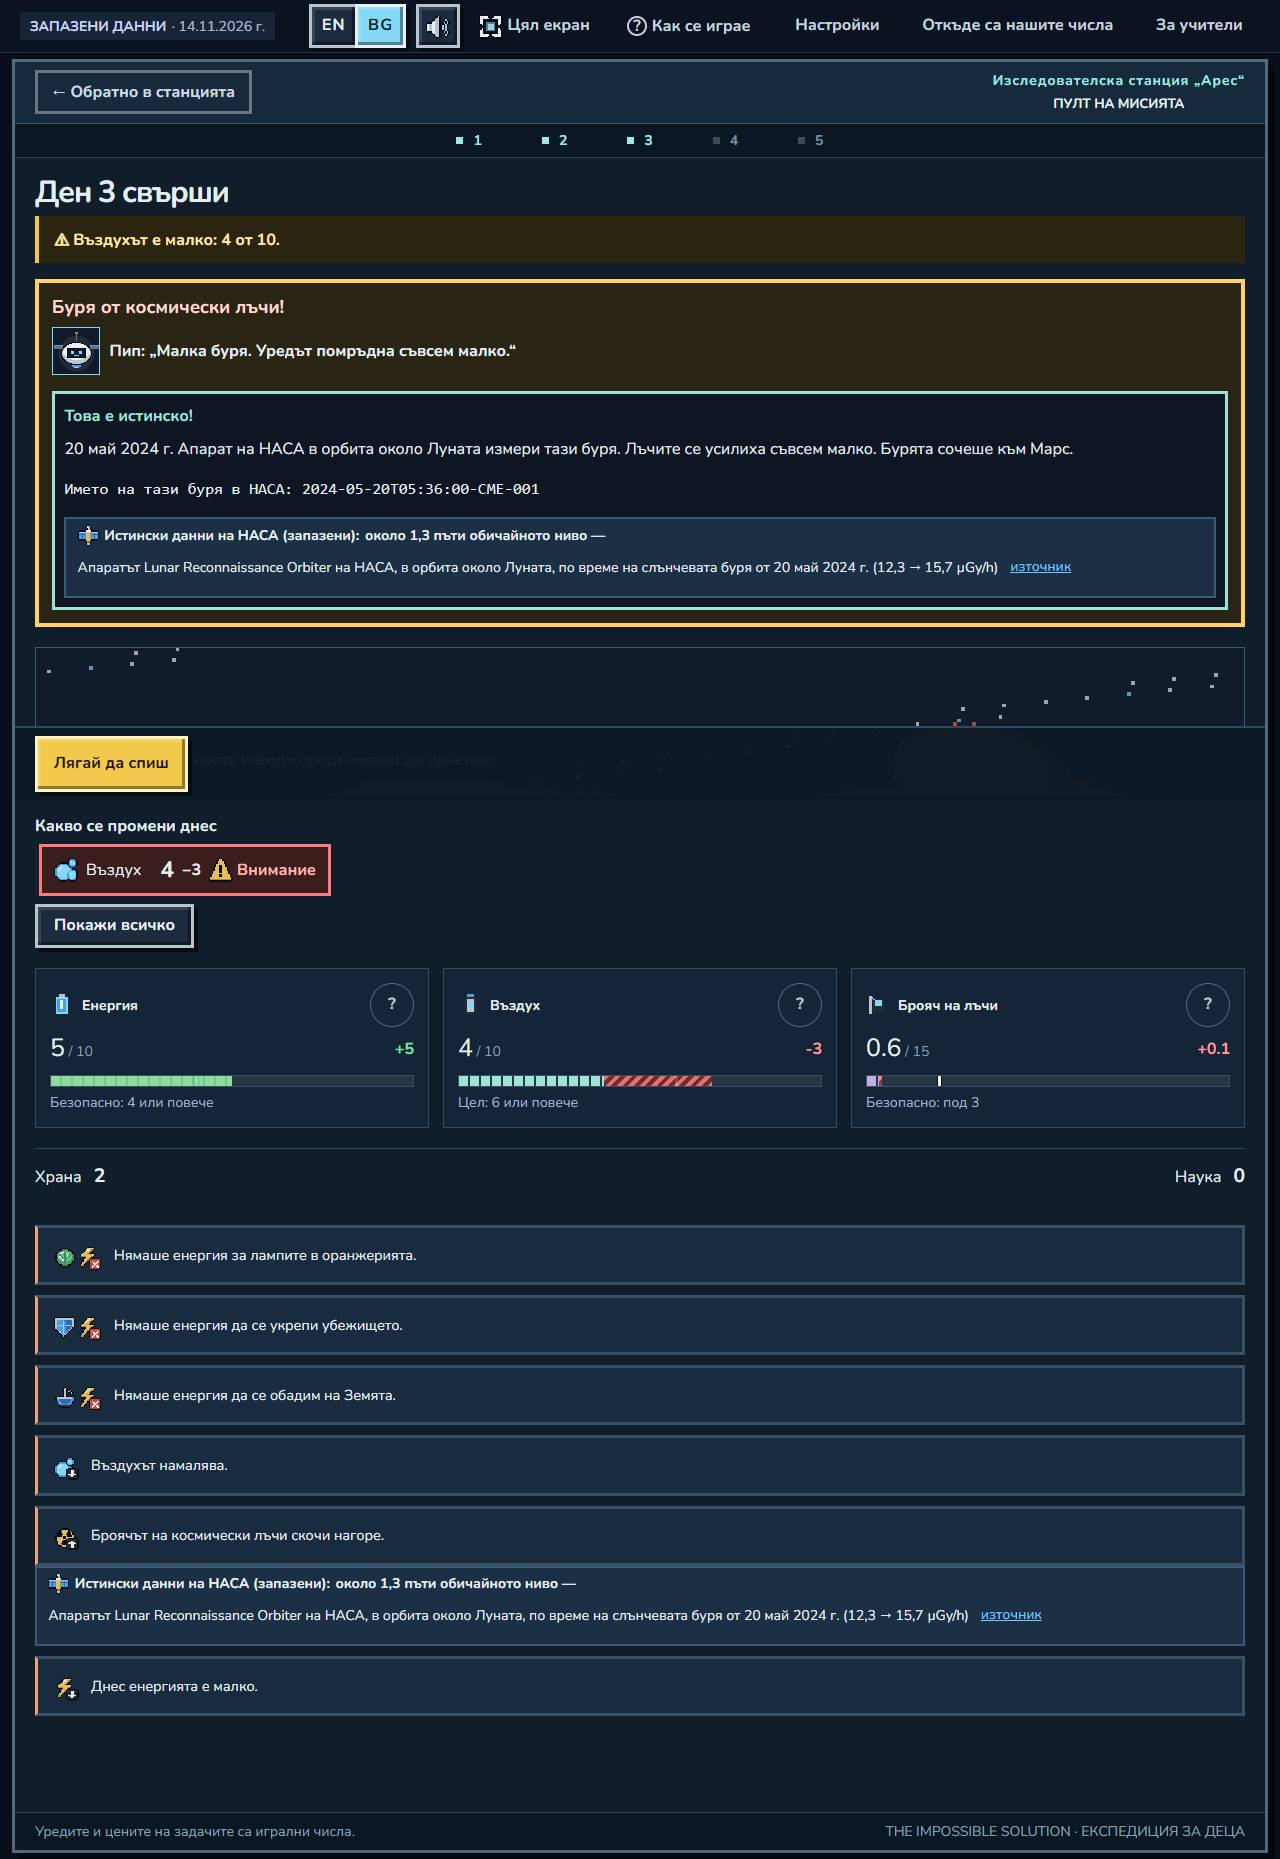 ЗАПАЗЕНИ ДАННИ · 14.11.2026 г.
EN BG
Цял екран
? Как се играе
Настройки
Откъде са нашите числа
За учители
← Обратно в станцията
Изследователска станция „Арес“
ПУЛТ НА МИСИЯТА
1 2 3 4 5
Ден 3 свърши
⚠ Въздухът е малко: 4 от 10.
Буря от космически лъчи!
Пип: „Малка буря. Уредът помръдна съвсем малко.“
Това е истинско!
20 май 2024 г. Апарат на НАСА в орбита около Луната измери тази буря. Лъчите се усилиха съвсем малко. Бурята сочеше към Марс.
Името на тази буря в НАСА: 2024-05-20T05:36:00-CME-001
Истински данни на НАСА (запазени): около 1,3 пъти обичайното ниво —
Апаратът Lunar Reconnaissance Orbiter на НАСА, в орбита около Луната, по време на слънчевата буря от 20 май 2024 г. (12,3 → 15,7 µGy/h) източник
Лягай да спиш
воите избори продължават да действат.
Какво се промени днес
Въздух 4 −3 Внимание
Покажи всичко
Енергия ?
5 / 10 +5
Безопасно: 4 или повече
Въздух ?
4 / 10 -3
Цел: 6 или повече
Брояч на лъчи ?
0.6 / 15 +0.1
Безопасно: под 3
Храна 2
Наука 0
Нямаше енергия за лампите в оранжерията.
Нямаше енергия да се укрепи убежището.
Нямаше енергия да се обадим на Земята.
Въздухът намалява.
Броячът на космически лъчи скочи нагоре.
Истински данни на НАСА (запазени): около 1,3 пъти обичайното ниво —
Апаратът Lunar Reconnaissance Orbiter на НАСА, в орбита около Луната, по време на слънчевата буря от 20 май 2024 г. (12,3 → 15,7 µGy/h) източник
Днес енергията е малко.
Уредите и цените на задачите са игрални числа.
THE IMPOSSIBLE SOLUTION · ЕКСПЕДИЦИЯ ЗА ДЕЦА